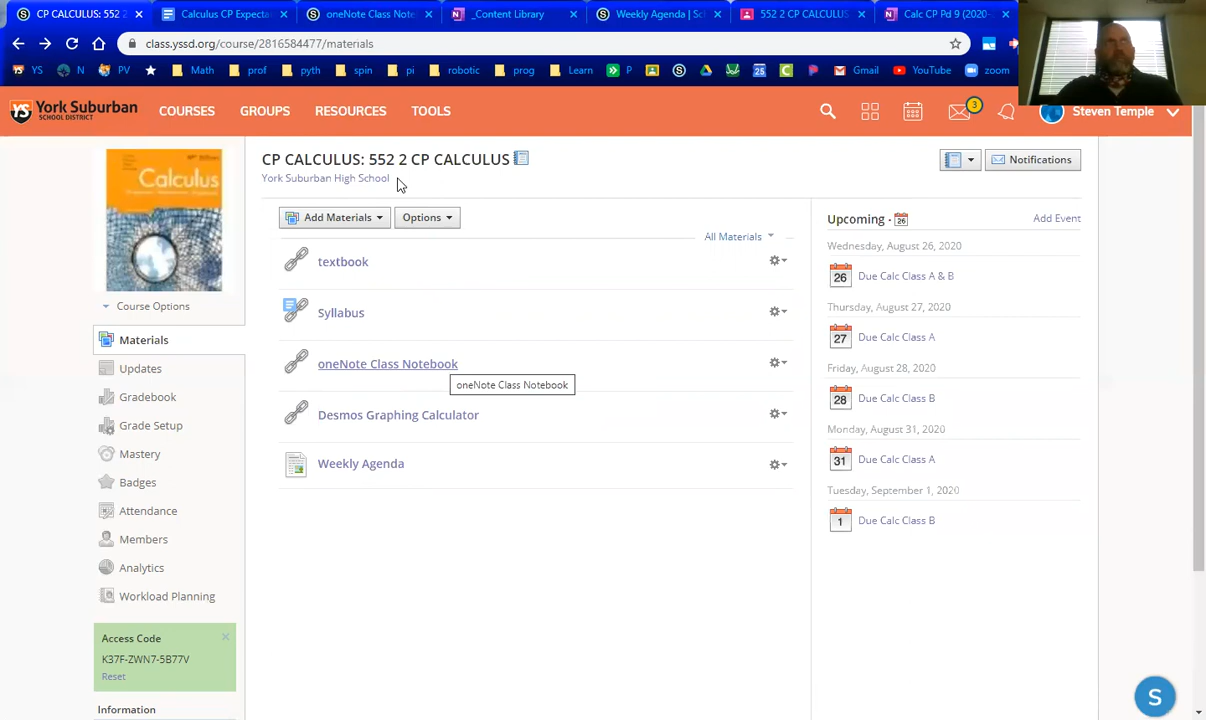 CP CALCULUS: 552 2
Calculus CP Expecta
oneNote Class Note
_Content Library
Weekly Agenda | Sc
552 2 CP CALCULUS
Calc CP Pd 9 (2020-
class.yssd.org/course/2816584477/materials
YS
N
PV
Math
prof
pyth
spin
pi
robotic
prog
Learn
P
Gmail
YouTube
zoom
York Suburban
SCHOOL DISTRICT
COURSES
GROUPS
RESOURCES
TOOLS
3
Steven Temple
CP CALCULUS: 552 2 CP CALCULUS
York Suburban High School
Notifications
Calculus
Add Materials
Options
All Materials
Upcoming ·
Add Event
textbook
Syllabus
oneNote Class Notebook
oneNote Class Notebook
Desmos Graphing Calculator
Weekly Agenda
Wednesday, August 26, 2020
26
Due Calc Class A & B
Thursday, August 27, 2020
27
Due Calc Class A
Friday, August 28, 2020
28
Due Calc Class B
Monday, August 31, 2020
31
Due Calc Class A
Tuesday, September 1, 2020
1
Due Calc Class B
Course Options
Materials
Updates
Gradebook
Grade Setup
Mastery
Badges
Attendance
Members
Analytics
Workload Planning
Access Code
K37F-ZWN7-5B77V
Reset
Information
S